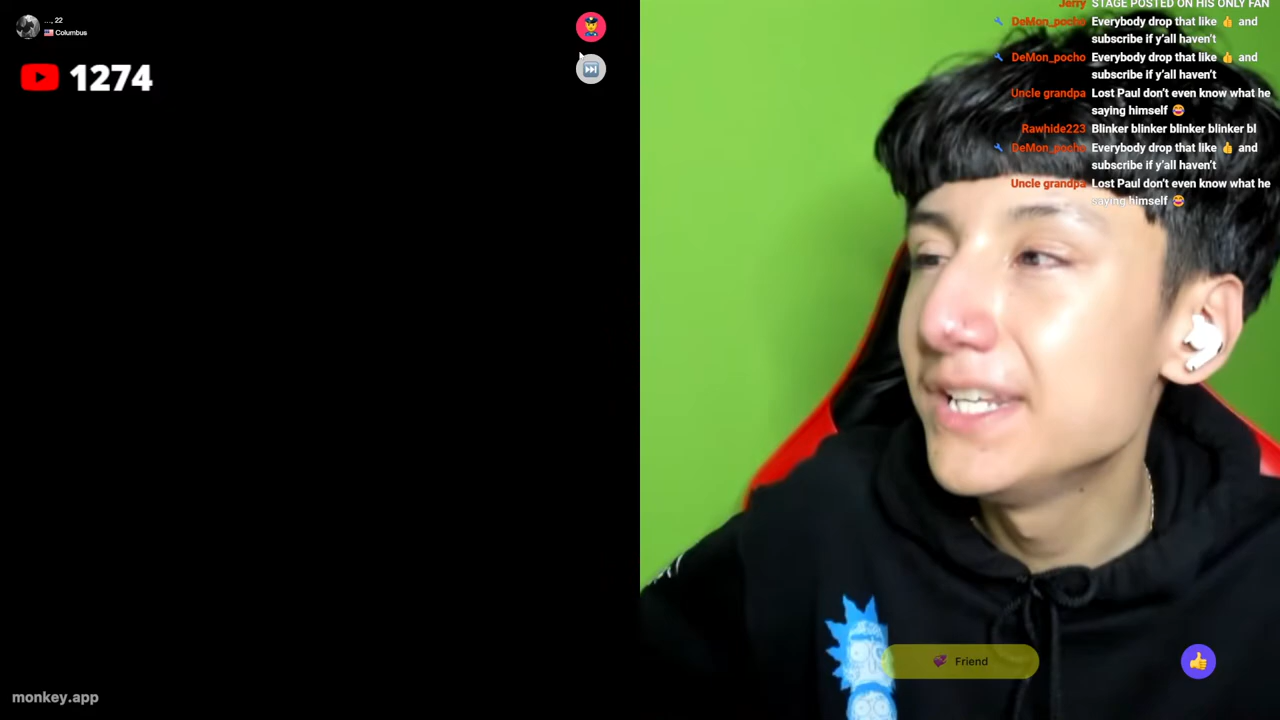 ..., 22
Columbus
1274
Jerry STAGE POSTED ON HIS ONLY FAN
DeMon_pocho Everybody drop that like 👍 and
subscribe if y'all haven't
DeMon_pocho Everybody drop that like 👍 and
subscribe if y'all haven't
Uncle grandpa Lost Paul don't even know what he
saying himself 😂
Rawhide223 Blinker blinker blinker blinker bl
DeMon_pocho Everybody drop that like 👍 and
subscribe if y'all haven't
Uncle grandpa Lost Paul don't even know what he
saying himself 😂
Friend
monkey.app